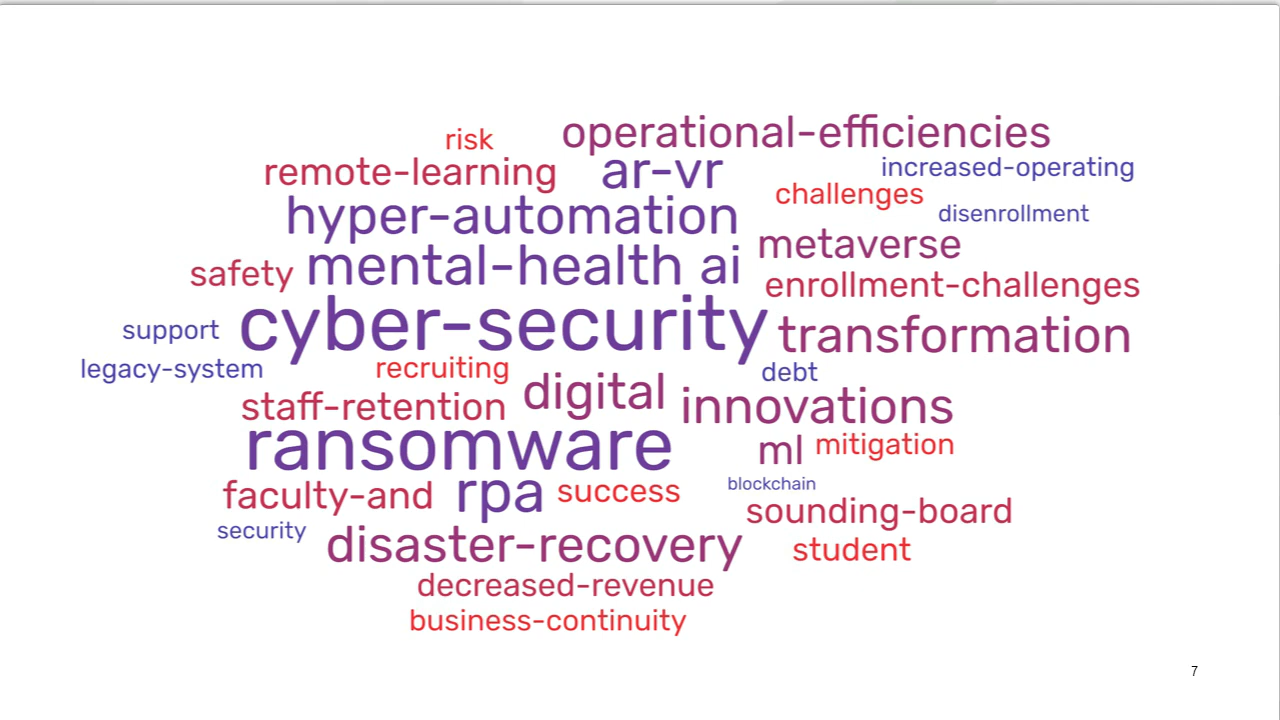 operational-efficiencies
risk
remote-learning ar-vr increased-operating
challenges
hyper-automation disenrollment
metaverse
safety mental-health ai enrollment-challenges
support cyber-security transformation
legacy-system recruiting debt
staff-retention digital innovations
ransomware ml mitigation
blockchain
faculty-and rpa success sounding-board
security disaster-recovery student
decreased-revenue
business-continuity
7